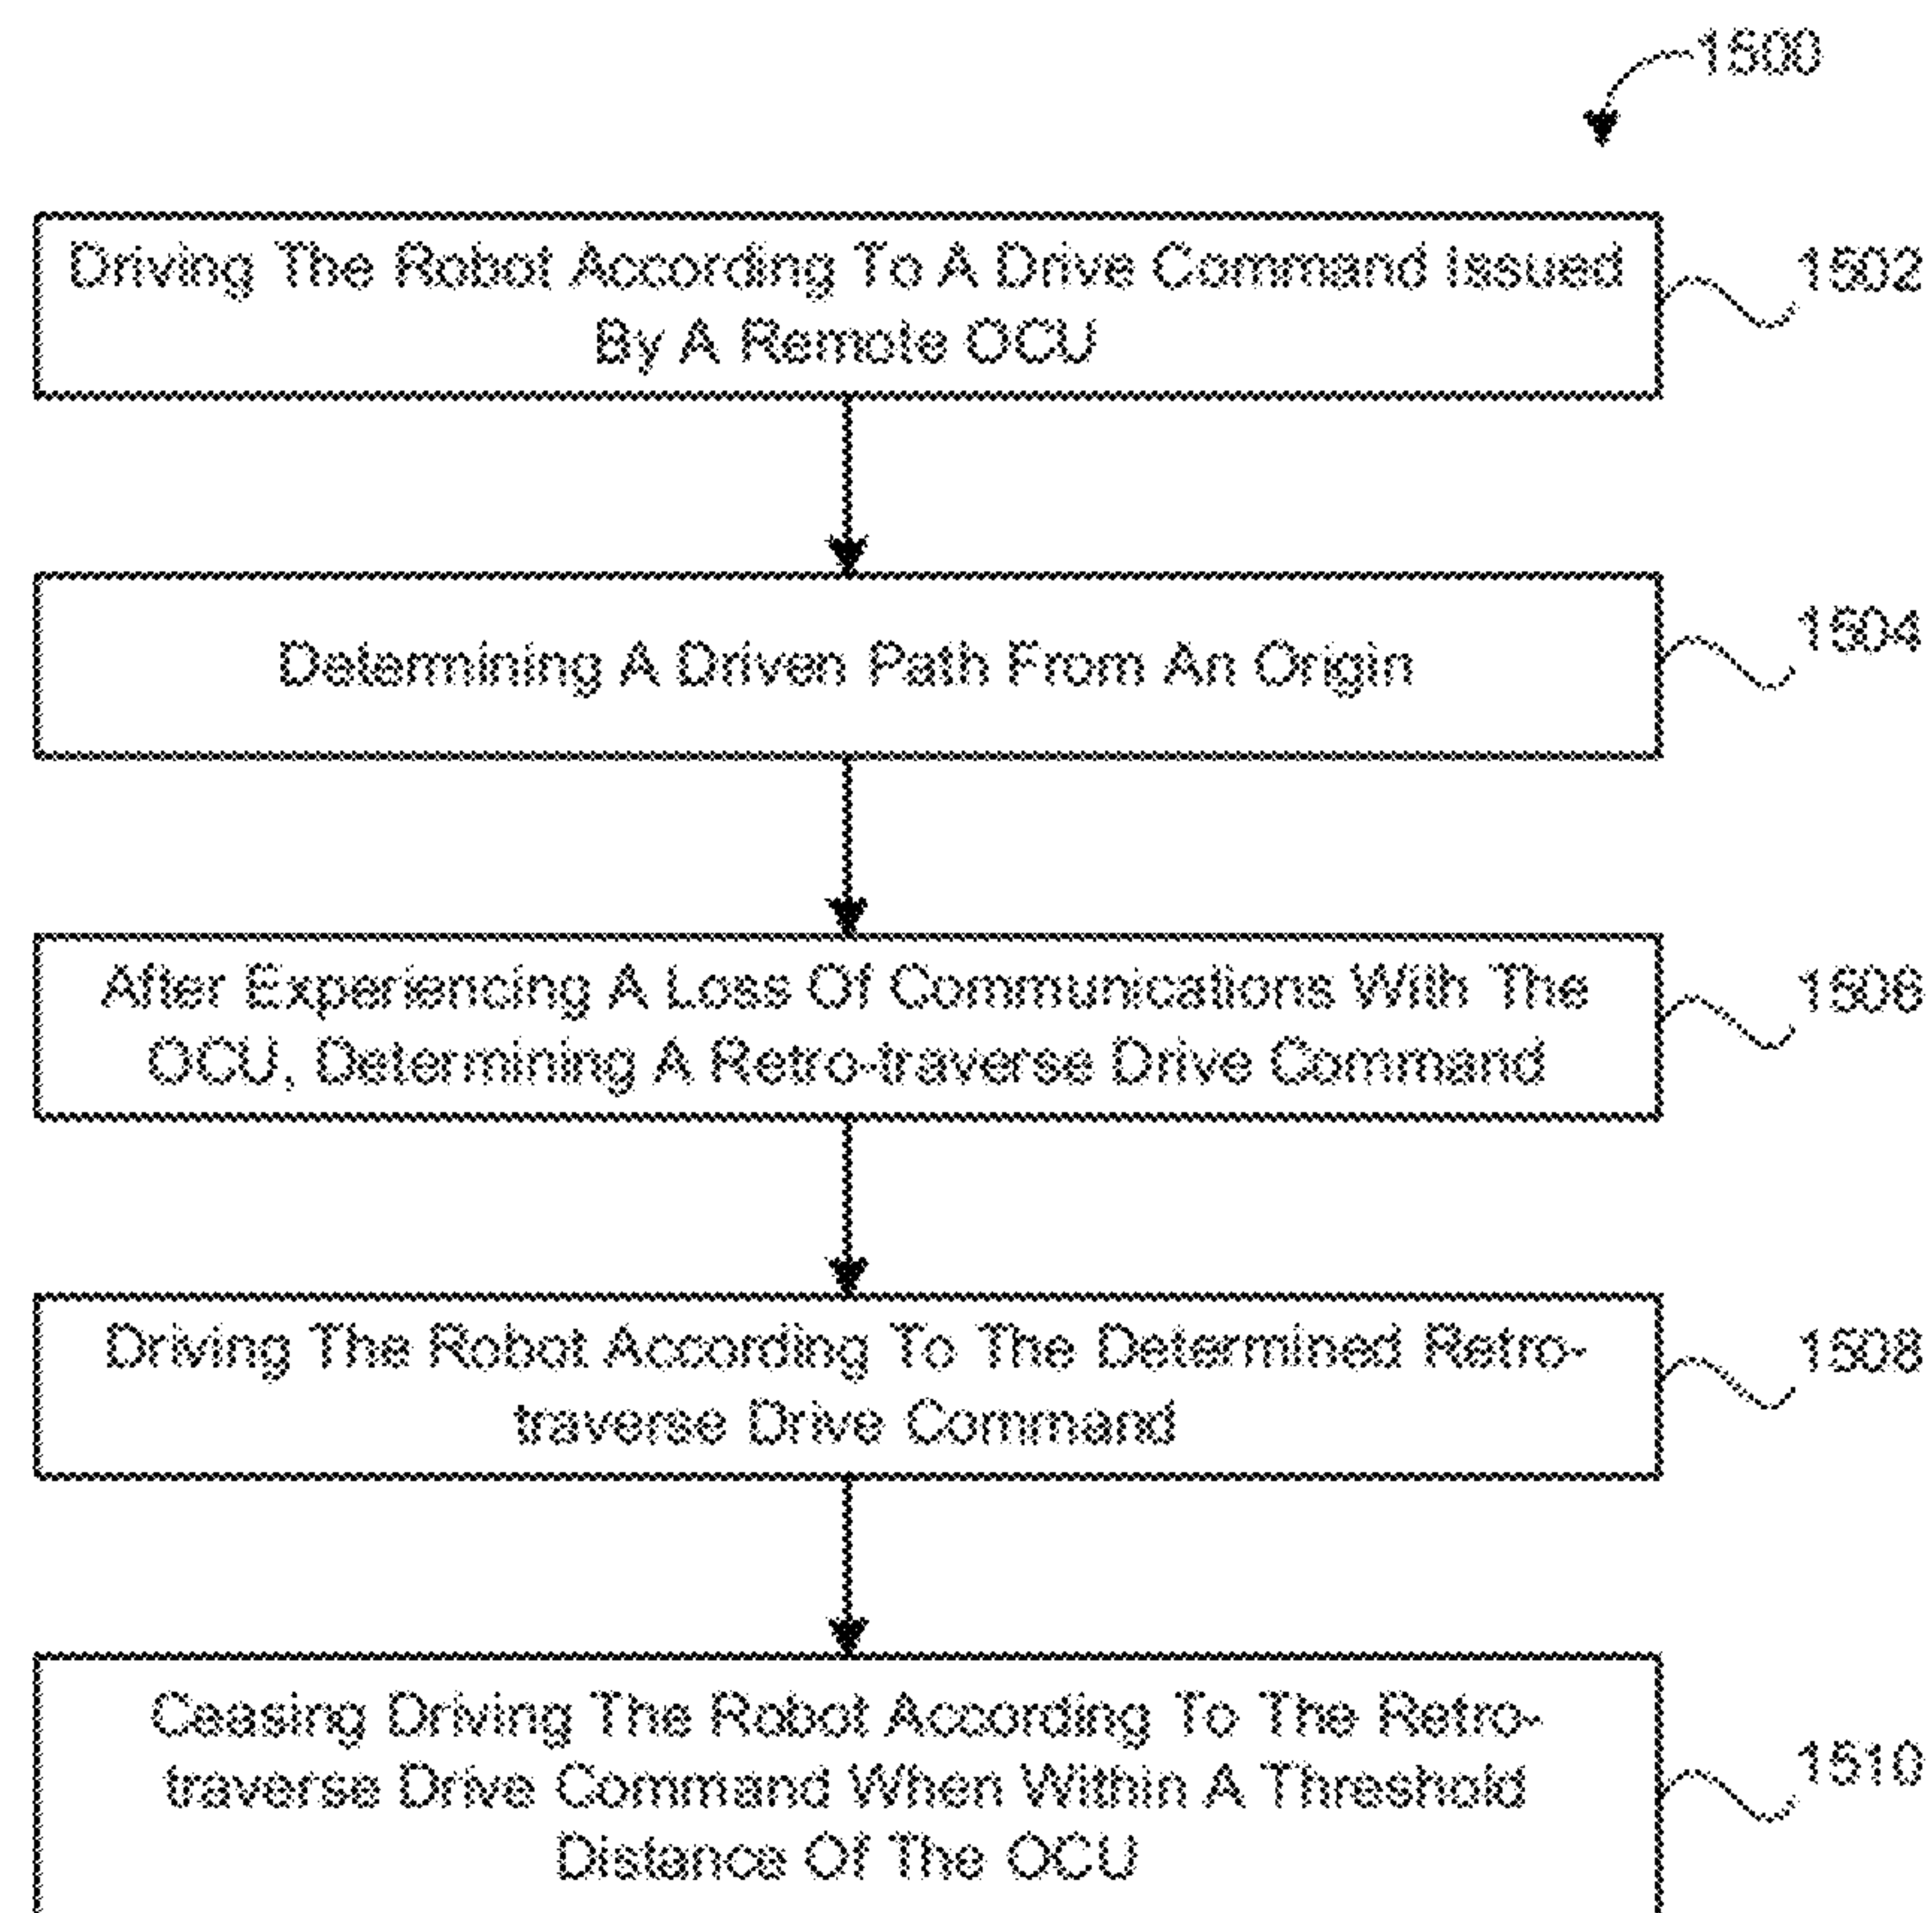 1500
Driving The Robot According To A Drive Command Issued
By A Remote OCU
1502
Determining A Driven Path From An Origin
1504
After Experiencing A Loss Of Communications With The
OCU, Determining A Retro-traverse Drive Command
1506
Driving The Robot According To The Determined Retro-
traverse Drive Command
1508
Ceasing Driving The Robot According To The Retro-
traverse Drive Command When Within A Threshold
Distance Of The OCU
1510